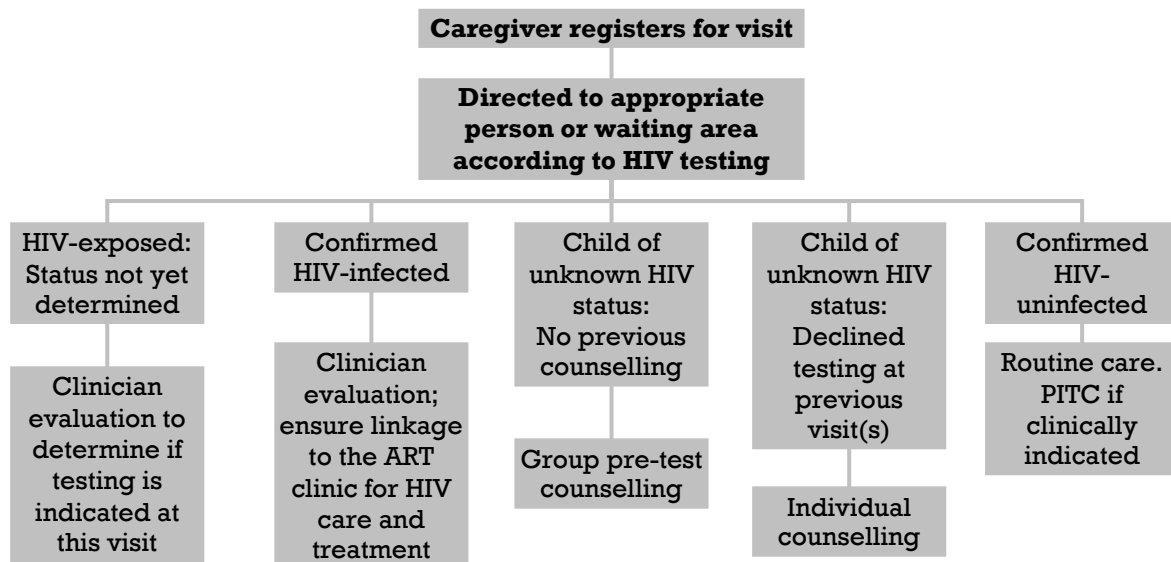 Caregiver registers for visit
Directed to appropriate
person or waiting area
according to HIV testing
HIV-exposed:
Status not yet
determined
Clinician
evaluation to
determine if
testing is
indicated at
this visit
Confirmed
HIV-infected
Clinician
evaluation;
ensure linkage
to the ART
clinic for HIV
care and
treatment
Child of
unknown HIV
status:
No previous
counselling
Group pre-test
counselling
Child of
unknown HIV
status:
Declined
testing at
previous
visit(s)
Individual
counselling
Confirmed
HIV-
uninfected
Routine care.
PITC if
clinically
indicated